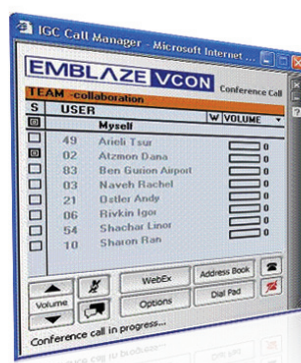 IGC Call Manager - Microsoft Internet ...
EMBLAZE VCON Conference Call
TEAM -collaboration
S USER W VOLUME
Myself
49 Arieli Tsur 0
02 Atzmon Dana 0
83 Ben Gurion Airport 0
03 Naveh Rachel 0
21 Ostler Andy 0
06 Rivkin Igor 0
54 Shachar Linor 0
10 Sharon Ran 0
Volume WebEx Address Book
Options Dial Pad
Conference call in progress...